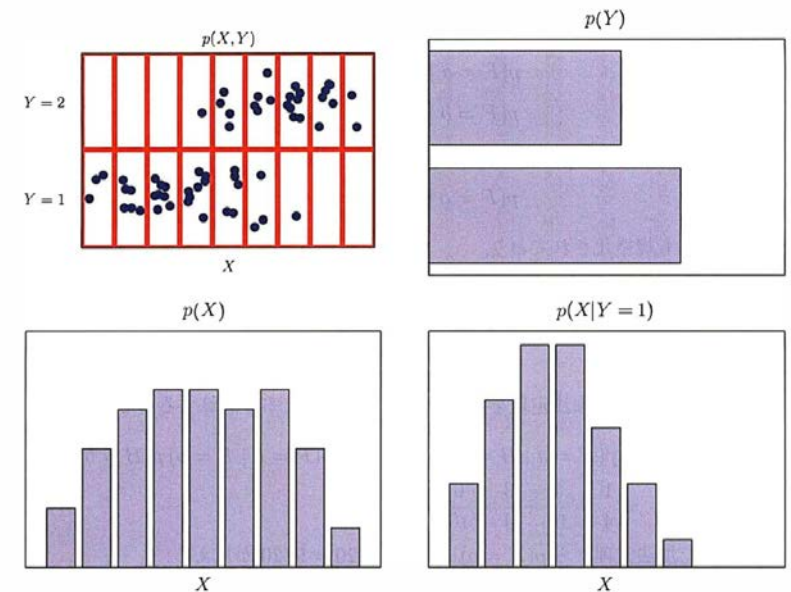 p(X, Y)
Y = 2
Y = 1
X
p(Y)
p(X)
X
p(X|Y = 1)
X